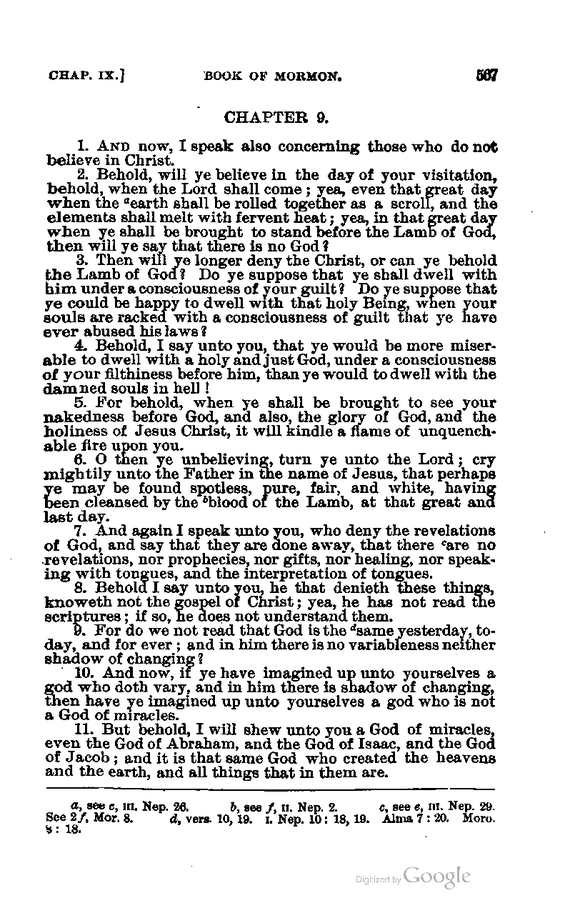 CHAP. IX.] BOOK OF MORMON. 567
CHAPTER 9.
1. AND now, I speak also concerning those who do not
believe in Christ.
2. Behold, will ye believe in the day of your visitation,
behold, when the Lord shall come; yea, even that great day
when the ᵃearth shall be rolled together as a scroll, and the
elements shall melt with fervent heat; yea, in that great day
when ye shall be brought to stand before the Lamb of God,
then will ye say that there is no God?
3. Then will ye longer deny the Christ, or can ye behold
the Lamb of God? Do ye suppose that ye shall dwell with
him under a consciousness of your guilt? Do ye suppose that
ye could be happy to dwell with that holy Being, when your
souls are racked with a consciousness of guilt that ye have
ever abused his laws?
4. Behold, I say unto you, that ye would be more miser-
able to dwell with a holy and just God, under a consciousness
of your filthiness before him, than ye would to dwell with the
damned souls in hell!
5. For behold, when ye shall be brought to see your
nakedness before God, and also, the glory of God, and the
holiness of Jesus Christ, it will kindle a flame of unquench-
able fire upon you.
6. O then ye unbelieving, turn ye unto the Lord; cry
mightily unto the Father in the name of Jesus, that perhaps
ye may be found spotless, pure, fair, and white, having
been cleansed by the ᵇblood of the Lamb, at that great and
last day.
7. And again I speak unto you, who deny the revelations
of God, and say that they are done away, that there ᶜare no
revelations, nor prophecies, nor gifts, nor healing, nor speak-
ing with tongues, and the interpretation of tongues.
8. Behold I say unto you, he that denieth these things,
knoweth not the gospel of Christ; yea, he has not read the
scriptures; if so, he does not understand them.
9. For do we not read that God is the ᵈsame yesterday, to-
day, and for ever; and in him there is no variableness neither
shadow of changing?
10. And now, if ye have imagined up unto yourselves a
god who doth vary, and in him there is shadow of changing,
then have ye imagined up unto yourselves a god who is not
a God of miracles.
11. But behold, I will shew unto you a God of miracles,
even the God of Abraham, and the God of Isaac, and the God
of Jacob; and it is that same God who created the heavens
and the earth, and all things that in them are.
a, see c, III. Nep. 26. b, see f, II. Nep. 2. c, see e, III. Nep. 29.
See 2f, Mor. 8. d, vers. 10, 19. I. Nep. 10: 18, 19. Alma 7: 20. Moro.
8: 18.
Digitized by Google